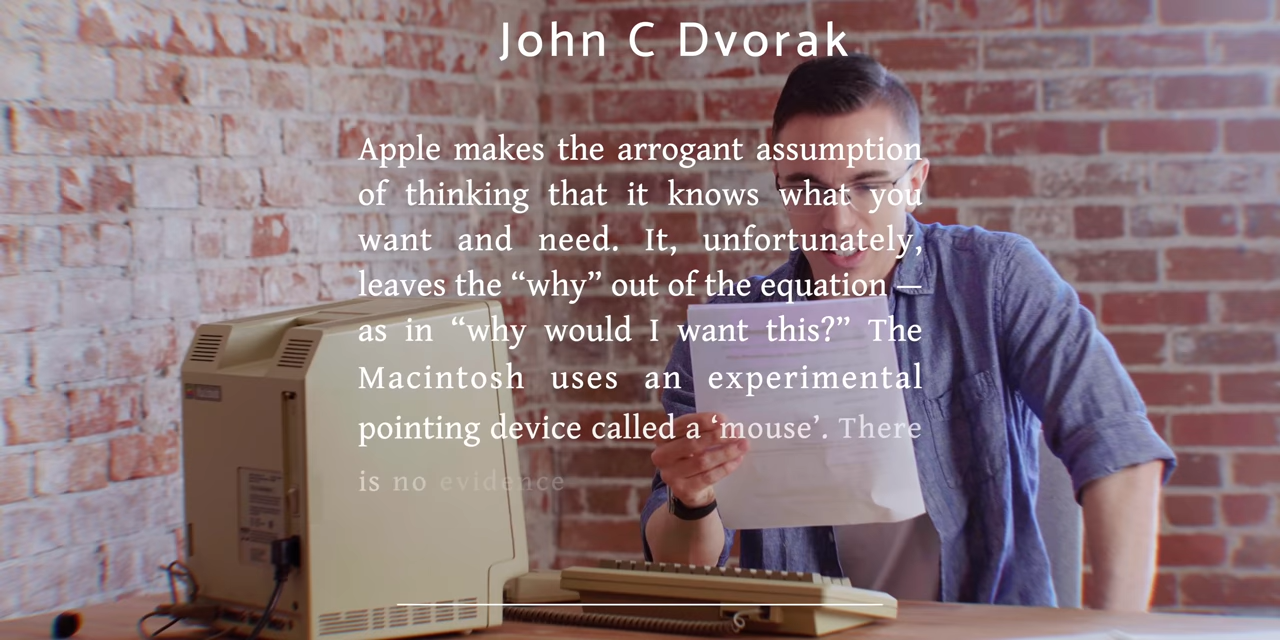 John C Dvorak
Apple makes the arrogant assumption
of thinking that it knows what you
want and need. It, unfortunately,
leaves the “why” out of the equation —
as in “why would I want this?” The
Macintosh uses an experimental
pointing device called a ‘mouse’. There
is no evidence